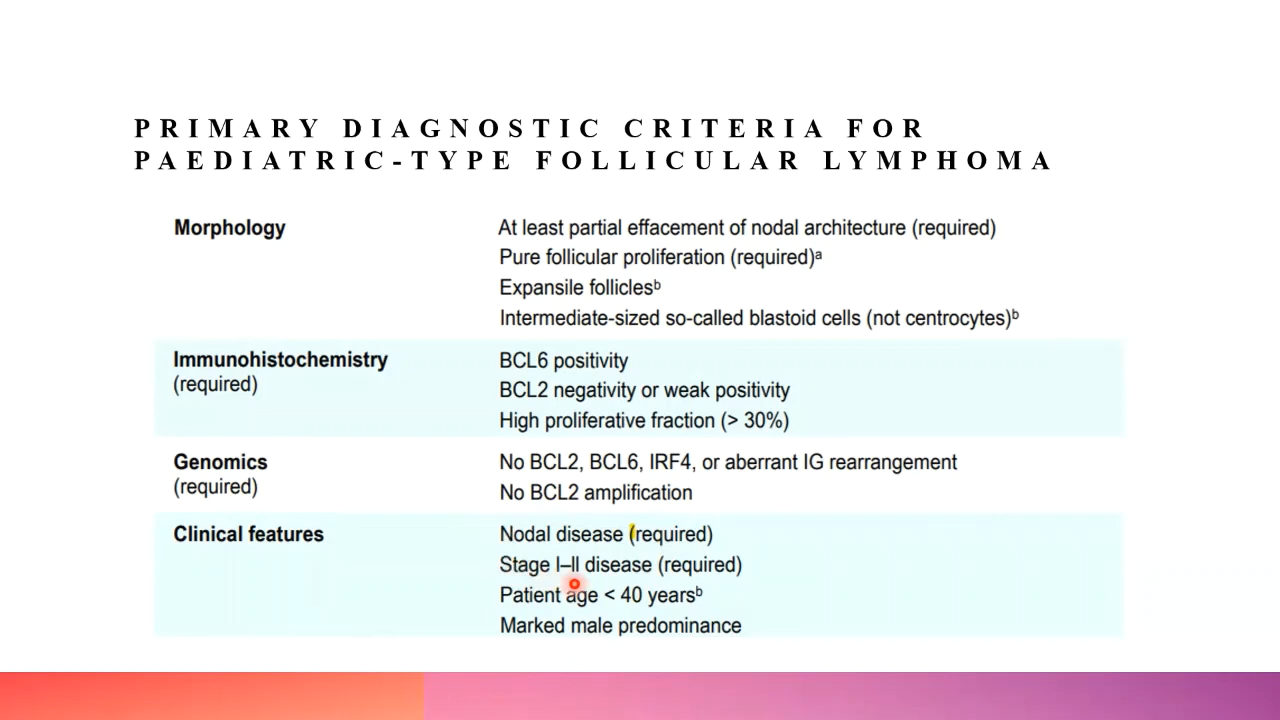 PRIMARY DIAGNOSTIC CRITERIA FOR
PAEDIATRIC-TYPE FOLLICULAR LYMPHOMA
Morphology
At least partial effacement of nodal architecture (required)
Pure follicular proliferation (required)ᵃ
Expansile folliclesᵇ
Intermediate-sized so-called blastoid cells (not centrocytes)ᵇ
Immunohistochemistry
(required)
BCL6 positivity
BCL2 negativity or weak positivity
High proliferative fraction (> 30%)
Genomics
(required)
No BCL2, BCL6, IRF4, or aberrant IG rearrangement
No BCL2 amplification
Clinical features
Nodal disease (required)
Stage I–II disease (required)
Patient age < 40 yearsᵇ
Marked male predominance